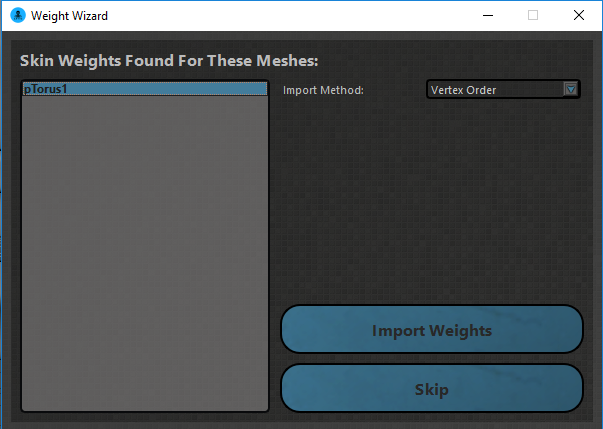 Weight Wizard
Skin Weights Found For These Meshes:
pTorus1
Import Method:
Vertex Order
Import Weights
Skip